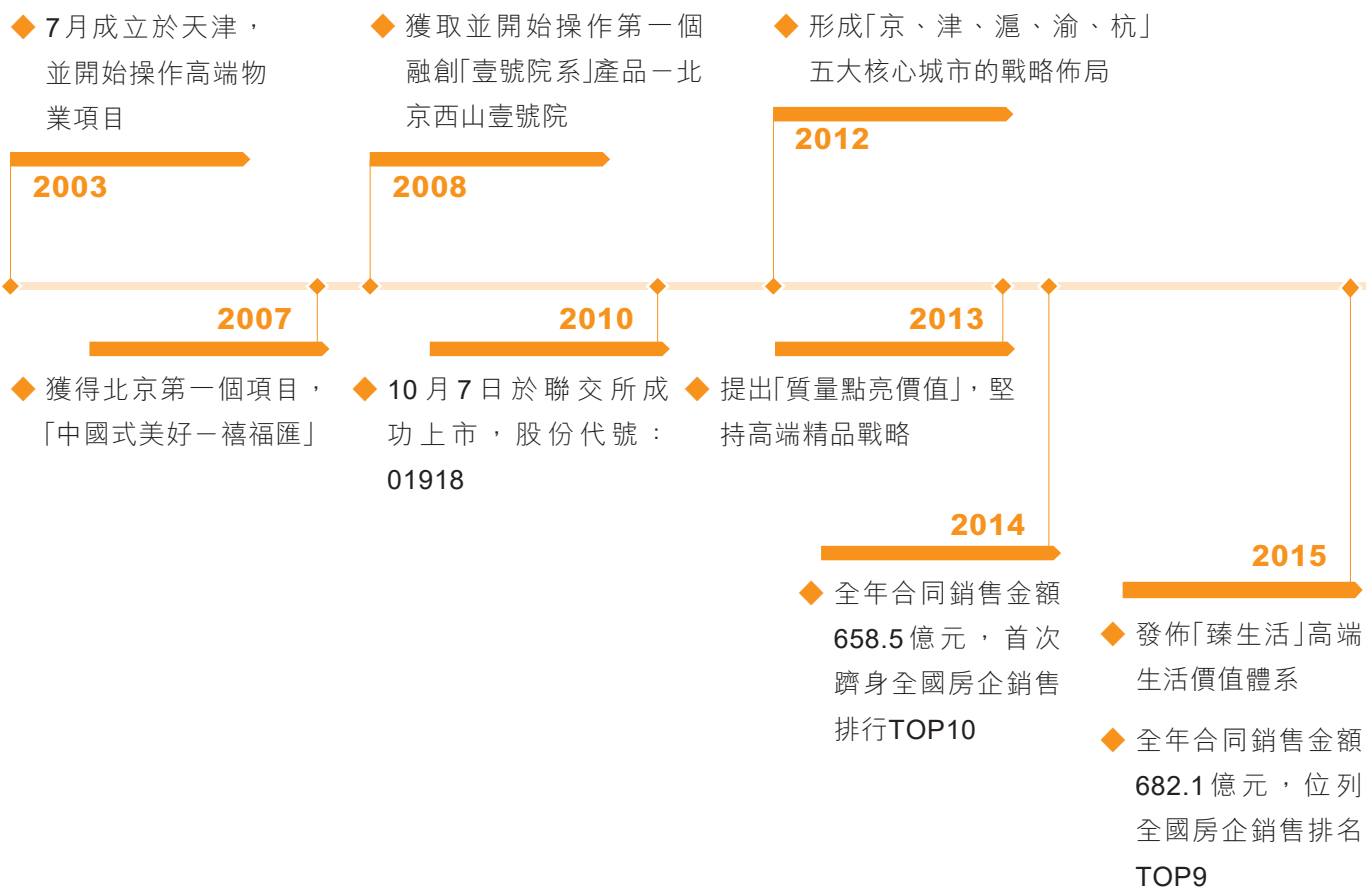 ◆ 7月成立於天津，
並開始操作高端物
業項目
2003
◆ 獲取並開始操作第一個
融創「壹號院系」產品－北
京西山壹號院
2008
◆ 形成「京、津、滬、渝、杭」
五大核心城市的戰略佈局
2012
2007
◆ 獲得北京第一個項目，
「中國式美好－禧福匯」
2010
◆ 10月7日於聯交所成
功上市，股份代號：
01918
2013
◆ 提出「質量點亮價值」，堅
持高端精品戰略
2014
◆ 全年合同銷售金額
658.5億元，首次
躋身全國房企銷售
排行TOP10
2015
◆ 發佈「臻生活」高端
生活價值體系
◆ 全年合同銷售金額
682.1億元，位列
全國房企銷售排名
TOP9